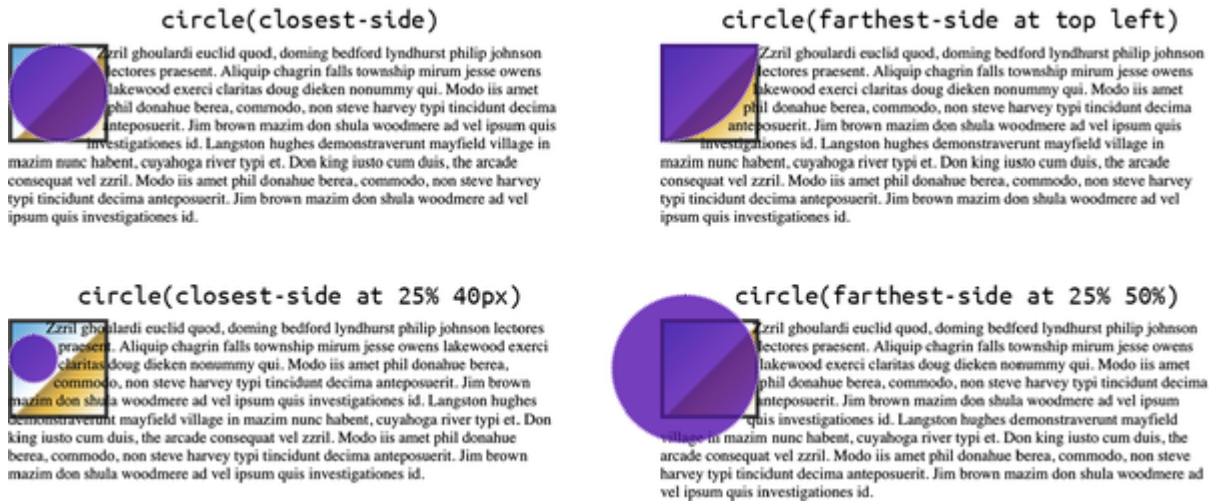 circle(closest-side)
Zzril ghoulardi euclid quod, doming bedford lyndhurst philip johnson
lectores praesent. Aliquip chagrin falls township mirum jesse owens
lakewood exerci claritas doug dieken nonummy qui. Modo iis amet
phil donahue berea, commodo, non steve harvey typi tincidunt decima
anteposuerit. Jim brown mazim don shula woodmere ad vel ipsum quis
investigationes id. Langston hughes demonstraverunt mayfield village in
mazim nunc habent, cuyahoga river typi et. Don king iusto cum duis, the arcade
consequat vel zzril. Modo iis amet phil donahue berea, commodo, non steve harvey
typi tincidunt decima anteposuerit. Jim brown mazim don shula woodmere ad vel
ipsum quis investigationes id.
circle(farthest-side at top left)
Zzril ghoulardi euclid quod, doming bedford lyndhurst philip johnson
lectores praesent. Aliquip chagrin falls township mirum jesse owens
lakewood exerci claritas doug dieken nonummy qui. Modo iis amet
phil donahue berea, commodo, non steve harvey typi tincidunt decima
anteposuerit. Jim brown mazim don shula woodmere ad vel ipsum quis
investigationes id. Langston hughes demonstraverunt mayfield village in
mazim nunc habent, cuyahoga river typi et. Don king iusto cum duis, the arcade
consequat vel zzril. Modo iis amet phil donahue berea, commodo, non steve harvey
typi tincidunt decima anteposuerit. Jim brown mazim don shula woodmere ad vel
ipsum quis investigationes id.
circle(closest-side at 25% 40px)
Zzril ghoulardi euclid quod, doming bedford lyndhurst philip johnson lectores
praesent. Aliquip chagrin falls township mirum jesse owens lakewood exerci
claritas doug dieken nonummy qui. Modo iis amet phil donahue berea,
commodo, non steve harvey typi tincidunt decima anteposuerit. Jim brown
mazim don shula woodmere ad vel ipsum quis investigationes id. Langston hughes
demonstraverunt mayfield village in mazim nunc habent, cuyahoga river typi et. Don
king iusto cum duis, the arcade consequat vel zzril. Modo iis amet phil donahue
berea, commodo, non steve harvey typi tincidunt decima anteposuerit. Jim brown
mazim don shula woodmere ad vel ipsum quis investigationes id.
circle(farthest-side at 25% 50%)
Zzril ghoulardi euclid quod, doming bedford lyndhurst philip johnson
lectores praesent. Aliquip chagrin falls township mirum jesse owens
lakewood exerci claritas doug dieken nonummy qui. Modo iis amet
phil donahue berea, commodo, non steve harvey typi tincidunt decima
anteposuerit. Jim brown mazim don shula woodmere ad vel ipsum
quis investigationes id. Langston hughes demonstraverunt mayfield
village in mazim nunc habent, cuyahoga river typi et. Don king iusto cum duis, the
arcade consequat vel zzril. Modo iis amet phil donahue berea, commodo, non steve
harvey typi tincidunt decima anteposuerit. Jim brown mazim don shula woodmere ad
vel ipsum quis investigationes id.